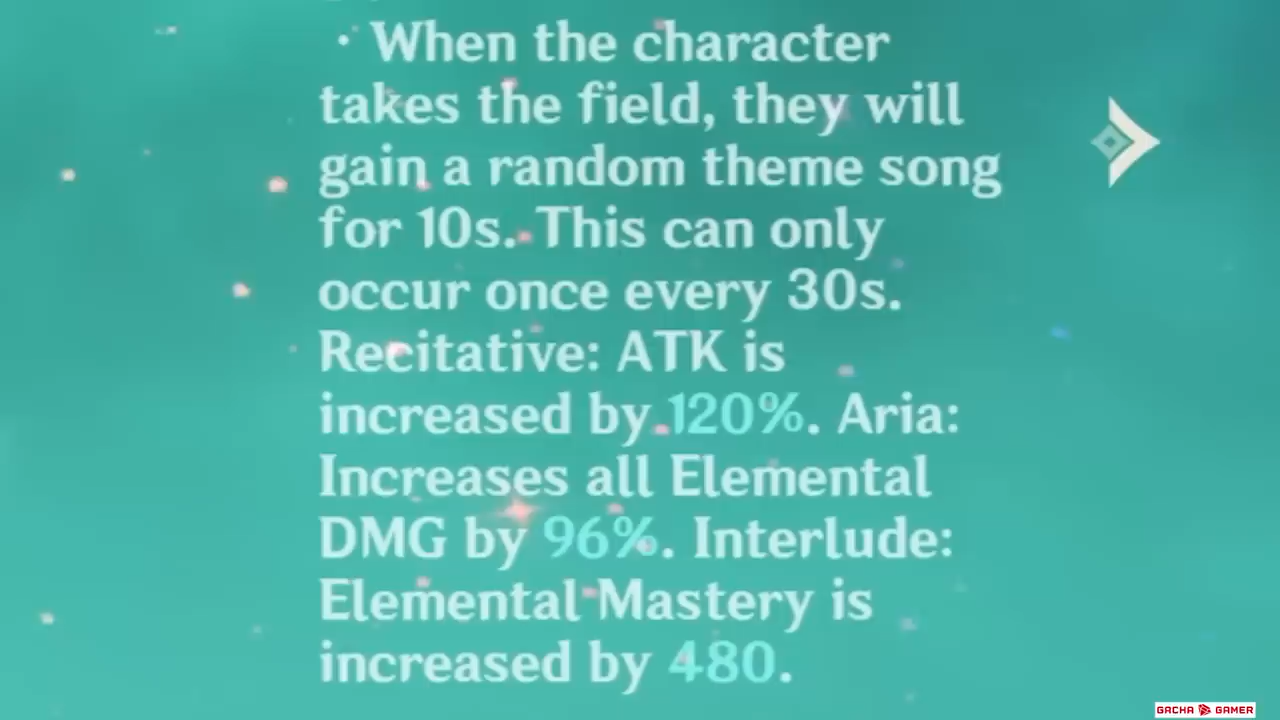 · When the character
takes the field, they will
gain a random theme song
for 10s. This can only
occur once every 30s.
Recitative: ATK is
increased by 120%. Aria:
Increases all Elemental
DMG by 96%. Interlude:
Elemental Mastery is
increased by 480.
GACHA GAMER